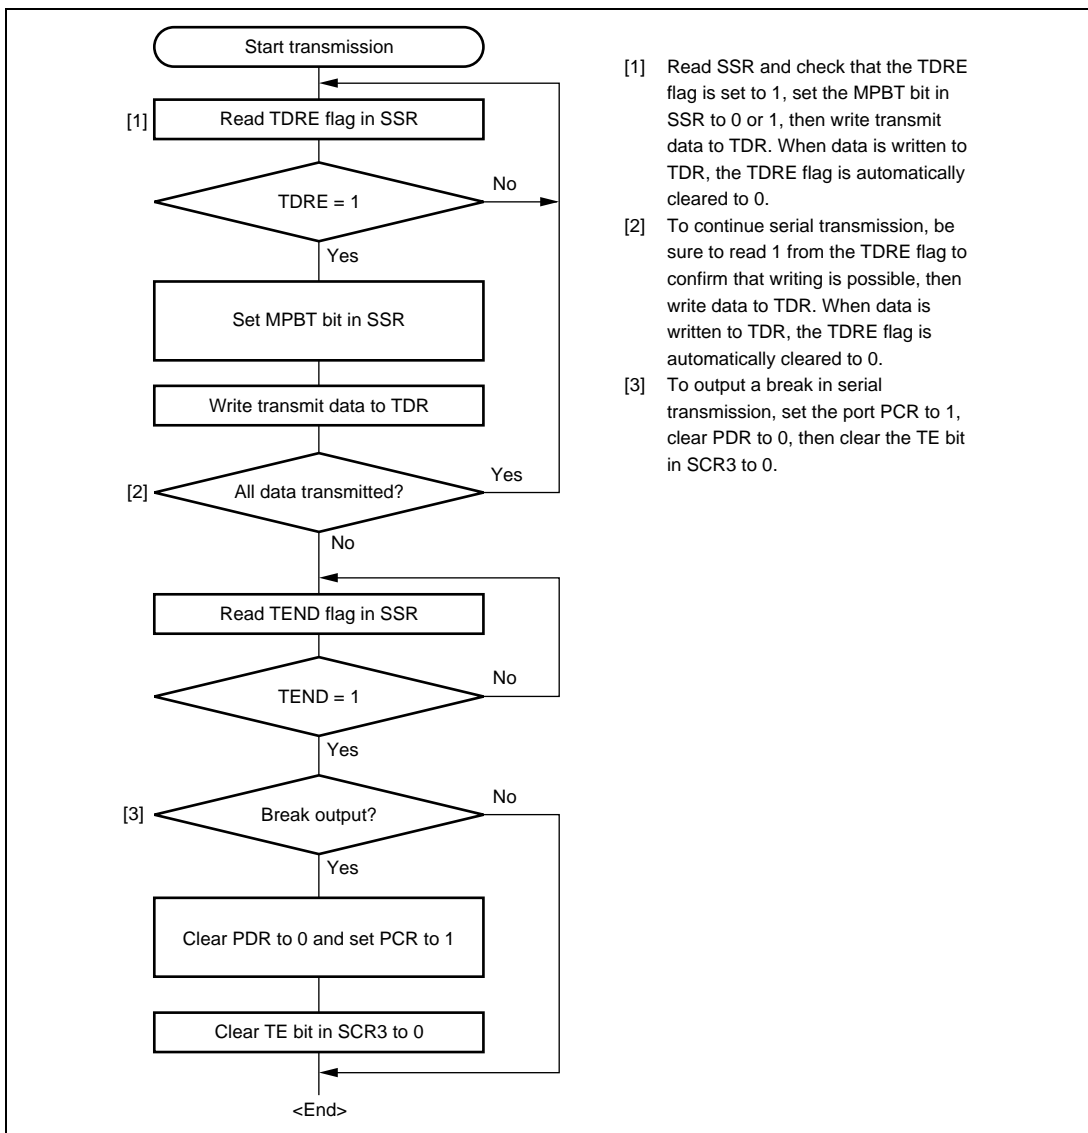 Start transmission
[1]
Read TDRE flag in SSR
TDRE = 1
No
Yes
Set MPBT bit in SSR
Write transmit data to TDR
[2]
All data transmitted?
Yes
No
Read TEND flag in SSR
TEND = 1
No
Yes
[3]
Break output?
No
Yes
Clear PDR to 0 and set PCR to 1
Clear TE bit in SCR3 to 0
<End>
[1] Read SSR and check that the TDRE
flag is set to 1, set the MPBT bit in
SSR to 0 or 1, then write transmit
data to TDR. When data is written to
TDR, the TDRE flag is automatically
cleared to 0.
[2] To continue serial transmission, be
sure to read 1 from the TDRE flag to
confirm that writing is possible, then
write data to TDR. When data is
written to TDR, the TDRE flag is
automatically cleared to 0.
[3] To output a break in serial
transmission, set the port PCR to 1,
clear PDR to 0, then clear the TE bit
in SCR3 to 0.